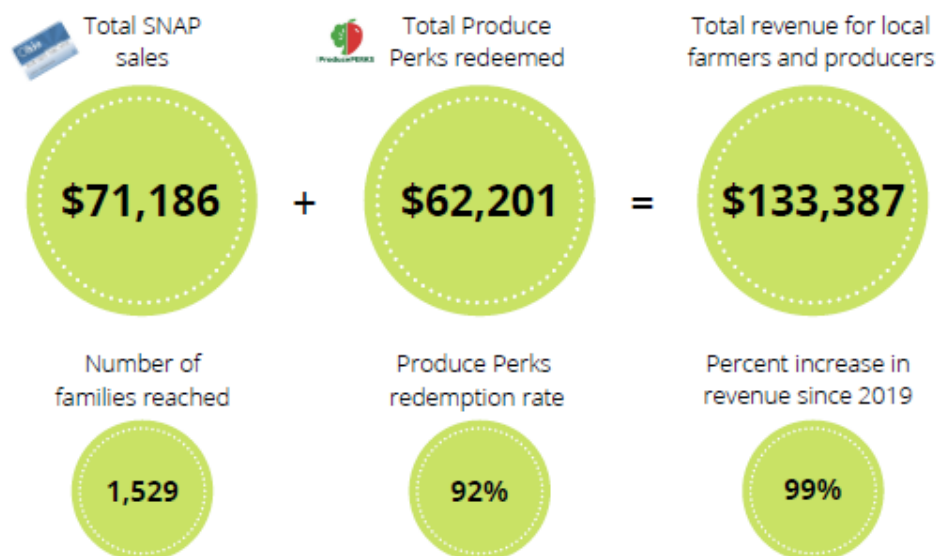 Total SNAP
sales
Ohio
$71,186
+
Total Produce
Perks redeemed
ProducePERKS
$62,201
=
Total revenue for local
farmers and producers
$133,387
Number of
families reached
1,529
Produce Perks
redemption rate
92%
Percent increase in
revenue since 2019
99%